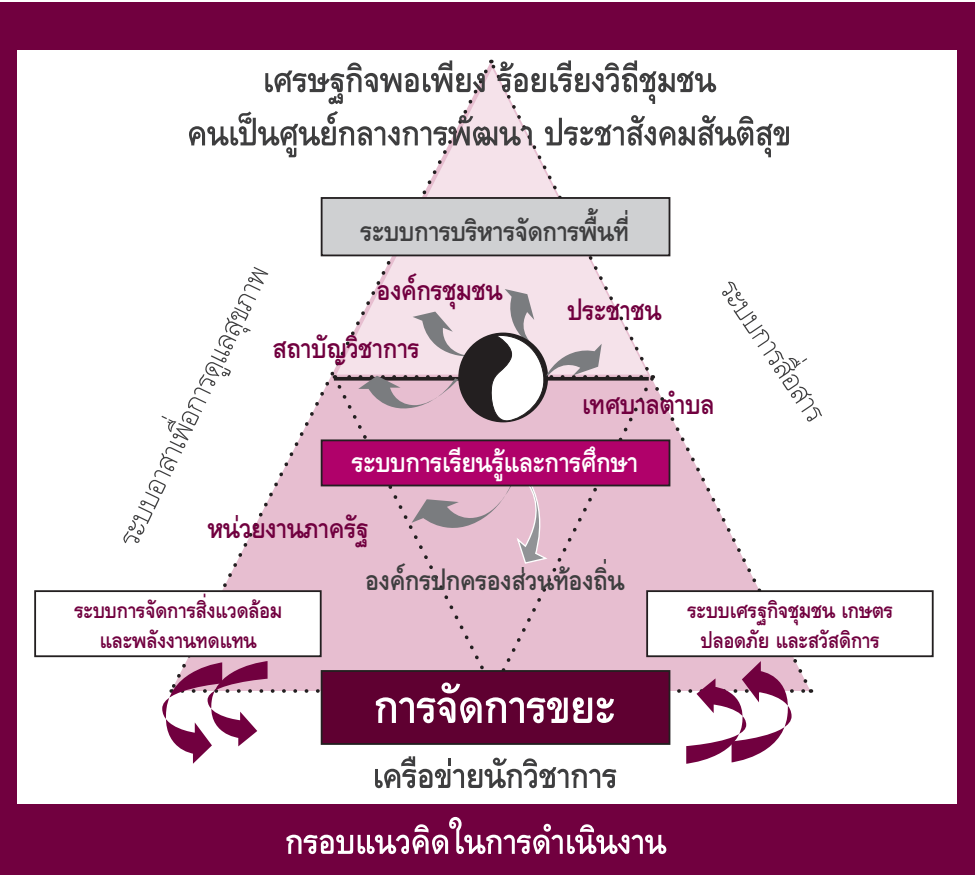 เศรษฐกิจพอเพียง ร้อยเรียงวิถีชุมชน
คนเป็นศูนย์กลางการพัฒนา ประชาสังคมสันติสุข
ระบบการบริหารจัดการพื้นที่
องค์กรชุมชน
ประชาชน
สถาบัญวิชาการ
เทศบาลตำบล
ระบบอาสาเพื่อการดูแลสุขภาพ
ระบบการสื่อสาร
ระบบการเรียนรู้และการศึกษา
หน่วยงานภาครัฐ
องค์กรปกครองส่วนท้องถิ่น
ระบบการจัดการสิ่งแวดล้อม
และพลังงานทดแทน
ระบบเศรฐกิจชุมชน เกษตร
ปลอดภัย และสวัสดิการ
การจัดการขยะ
เครือข่ายนักวิชาการ
กรอบแนวคิดในการดำเนินงาน